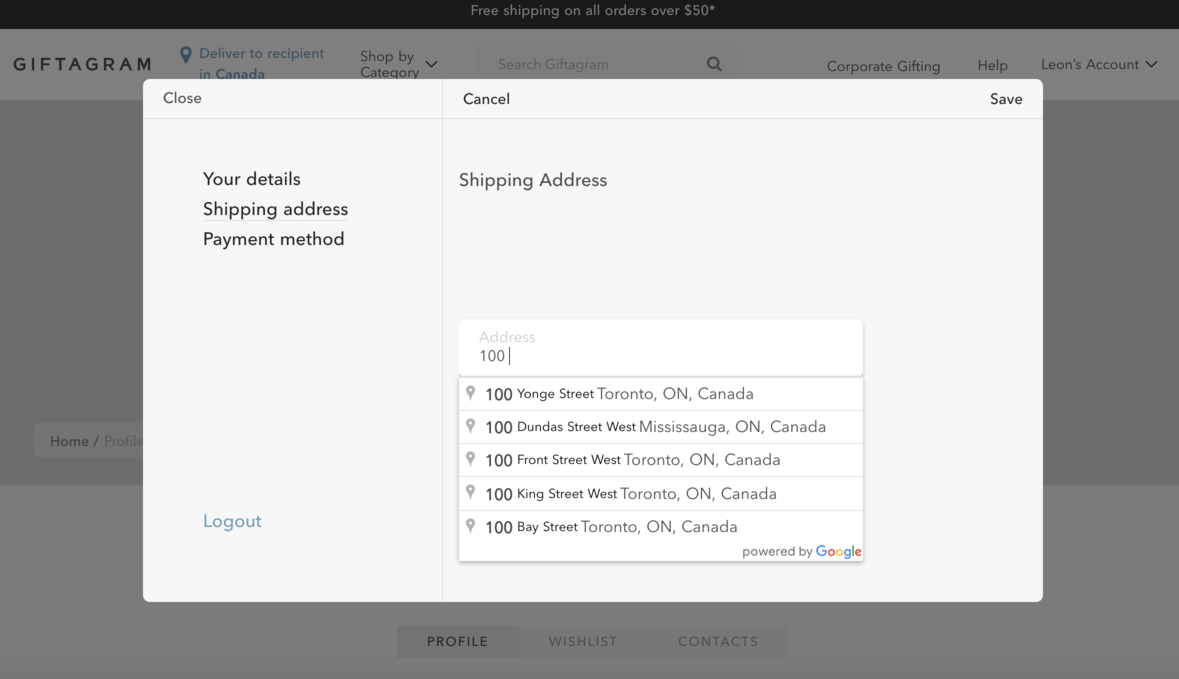 Free shipping on all orders over $50*
GIFTAGRAM
Deliver to recipient
in Canada
Shop by
Category
Search Giftagram
Corporate Gifting
Help
Leon's Account
Close
Cancel
Save
Your details
Shipping address
Payment method
Logout
Shipping Address
Address
100
100 Yonge Street Toronto, ON, Canada
100 Dundas Street West Mississauga, ON, Canada
100 Front Street West Toronto, ON, Canada
100 King Street West Toronto, ON, Canada
100 Bay Street Toronto, ON, Canada
powered by Google
Home / Profile
PROFILE
WISHLIST
CONTACTS